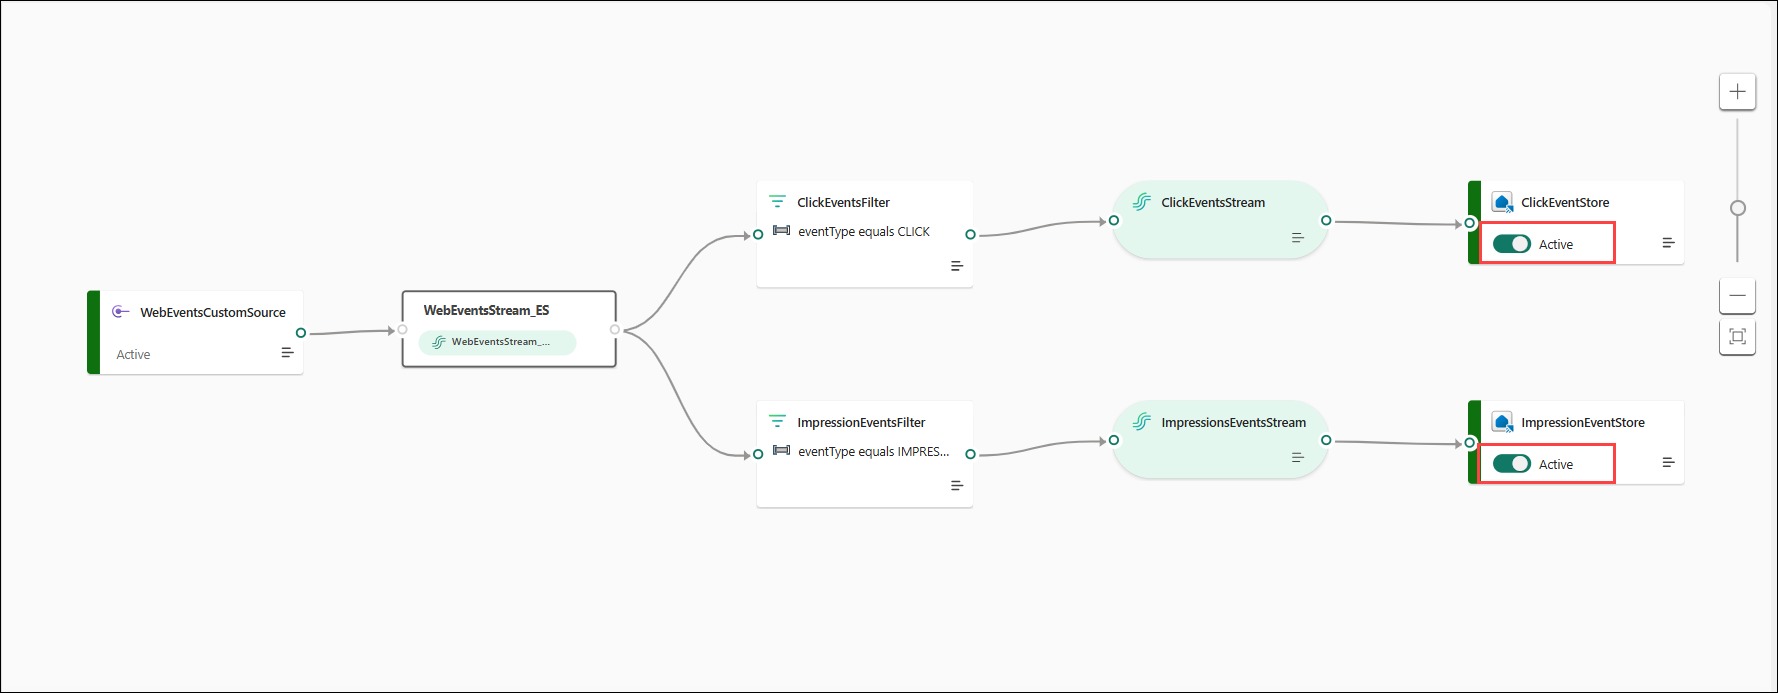 WebEventsCustomSource
Active
WebEventsStream_ES
WebEventsStream_...
ClickEventsFilter
eventType equals CLICK
ClickEventsStream
ClickEventStore
Active
ImpressionEventsFilter
eventType equals IMPRES...
ImpressionsEventsStream
ImpressionEventStore
Active